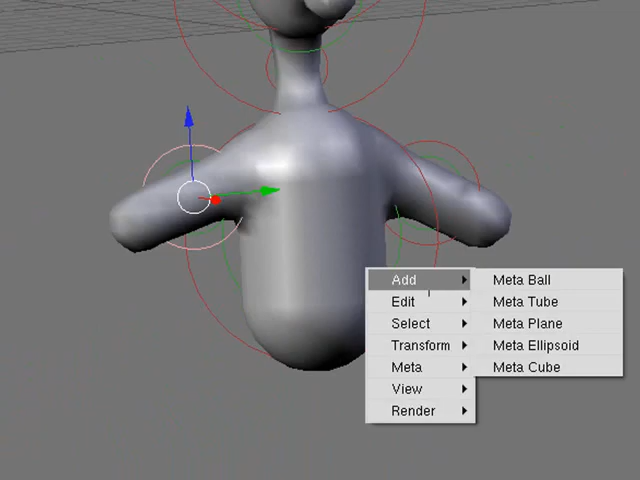 Add
Edit
Select
Transform
Meta
View
Render
Meta Ball
Meta Tube
Meta Plane
Meta Ellipsoid
Meta Cube